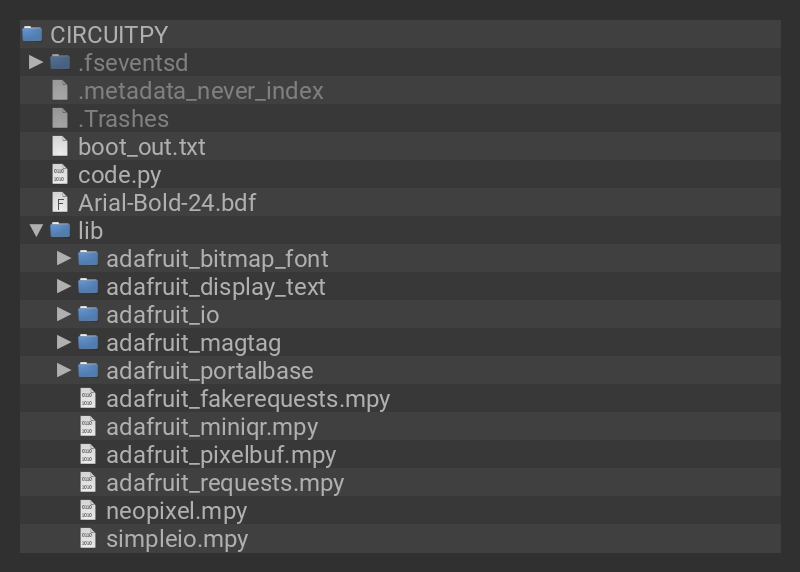 CIRCUITPY
.fseventsd
.metadata_never_index
.Trashes
boot_out.txt
code.py
Arial-Bold-24.bdf
lib
adafruit_bitmap_font
adafruit_display_text
adafruit_io
adafruit_magtag
adafruit_portalbase
adafruit_fakerequests.mpy
adafruit_miniqr.mpy
adafruit_pixelbuf.mpy
adafruit_requests.mpy
neopixel.mpy
simpleio.mpy